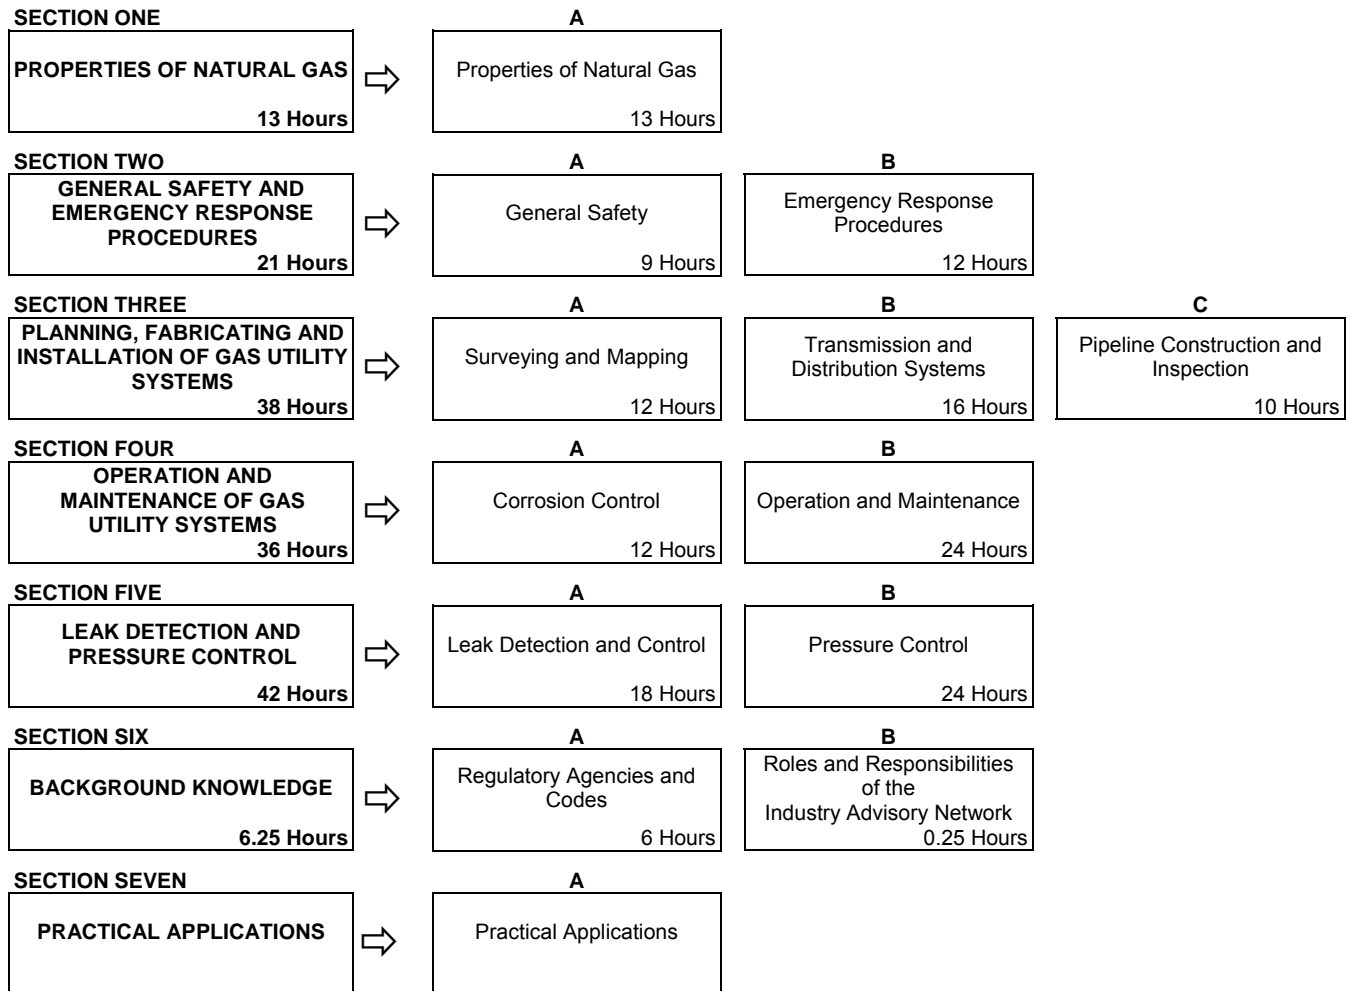 SECTION ONE
A
PROPERTIES OF NATURAL GAS
13 Hours
Properties of Natural Gas
13 Hours
SECTION TWO
A
B
GENERAL SAFETY AND
EMERGENCY RESPONSE
PROCEDURES
21 Hours
General Safety
9 Hours
Emergency Response
Procedures
12 Hours
SECTION THREE
A
B
C
PLANNING, FABRICATING AND
INSTALLATION OF GAS UTILITY
SYSTEMS
38 Hours
Surveying and Mapping
12 Hours
Transmission and
Distribution Systems
16 Hours
Pipeline Construction and
Inspection
10 Hours
SECTION FOUR
A
B
OPERATION AND
MAINTENANCE OF GAS
UTILITY SYSTEMS
36 Hours
Corrosion Control
12 Hours
Operation and Maintenance
24 Hours
SECTION FIVE
A
B
LEAK DETECTION AND
PRESSURE CONTROL
42 Hours
Leak Detection and Control
18 Hours
Pressure Control
24 Hours
SECTION SIX
A
B
BACKGROUND KNOWLEDGE
6.25 Hours
Regulatory Agencies and
Codes
6 Hours
Roles and Responsibilities
of the
Industry Advisory Network
0.25 Hours
SECTION SEVEN
A
PRACTICAL APPLICATIONS
Practical Applications